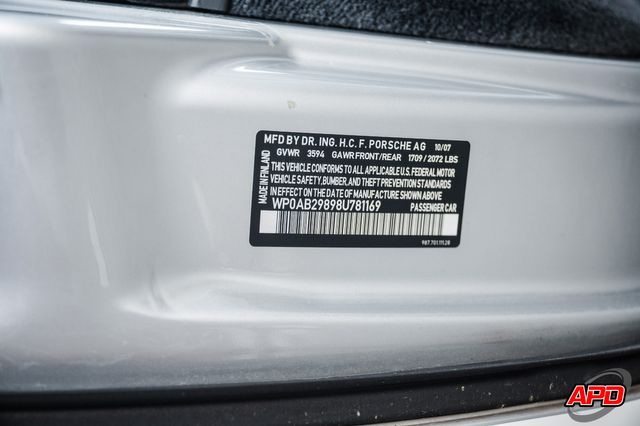 MFD BY DR. ING. H.C. F. PORSCHE AG 10/07
GVWR 3594 GAWR FRONT/REAR 1709/2072 LBS
MADE IN FINLAND
THIS VEHICLE CONFORMS TO ALL APPLICABLE U.S. FEDERAL MOTOR
VEHICLE SAFETY, BUMPER, AND THEFT PREVENTION STANDARDS
IN EFFECT ON THE DATE OF MANUFACTURE SHOWN ABOVE
WP0AB29898U781169 PASSENGER CAR
987.701.111.28
APD